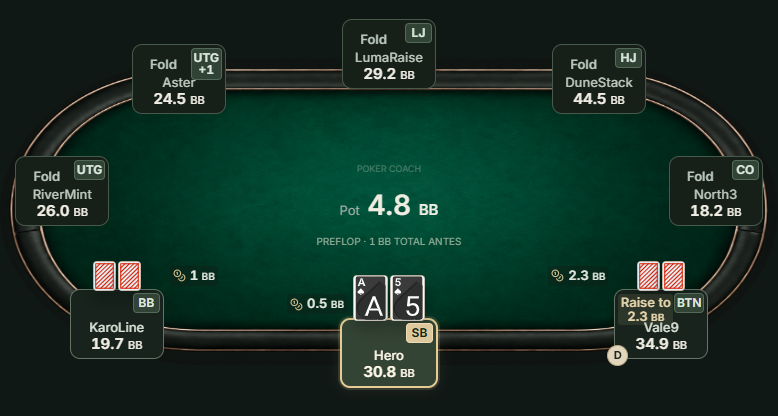 LJ
Fold
LumaRaise
29.2 BB
UTG
+1
Fold
Aster
24.5 BB
HJ
Fold
DuneStack
44.5 BB
UTG
Fold
RiverMint
26.0 BB
CO
Fold
North3
18.2 BB
POKER COACH
Pot 4.8 BB
PREFLOP · 1 BB TOTAL ANTES
1 BB
2.3 BB
0.5 BB
A♠
A
5♠
5
BB
KaroLine
19.7 BB
SB
Hero
30.8 BB
Raise to
2.3 BB
BTN
Vale9
34.9 BB
D